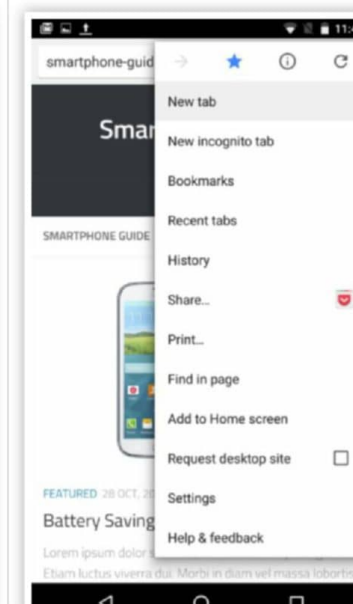 11:4
smartphone-guid
New tab
Smar
New incognito tab
Bookmarks
Recent tabs
SMARTPHONE GUIDE
History
Share...
Print...
Find in page
Add to Home screen
Request desktop site
FEATURED 28 OCT, 20
Settings
Battery Saving
Help & feedback
Lorem ipsum dolor s
Etiam luctus viverra dui. Morbi in diam vel massa lobortis